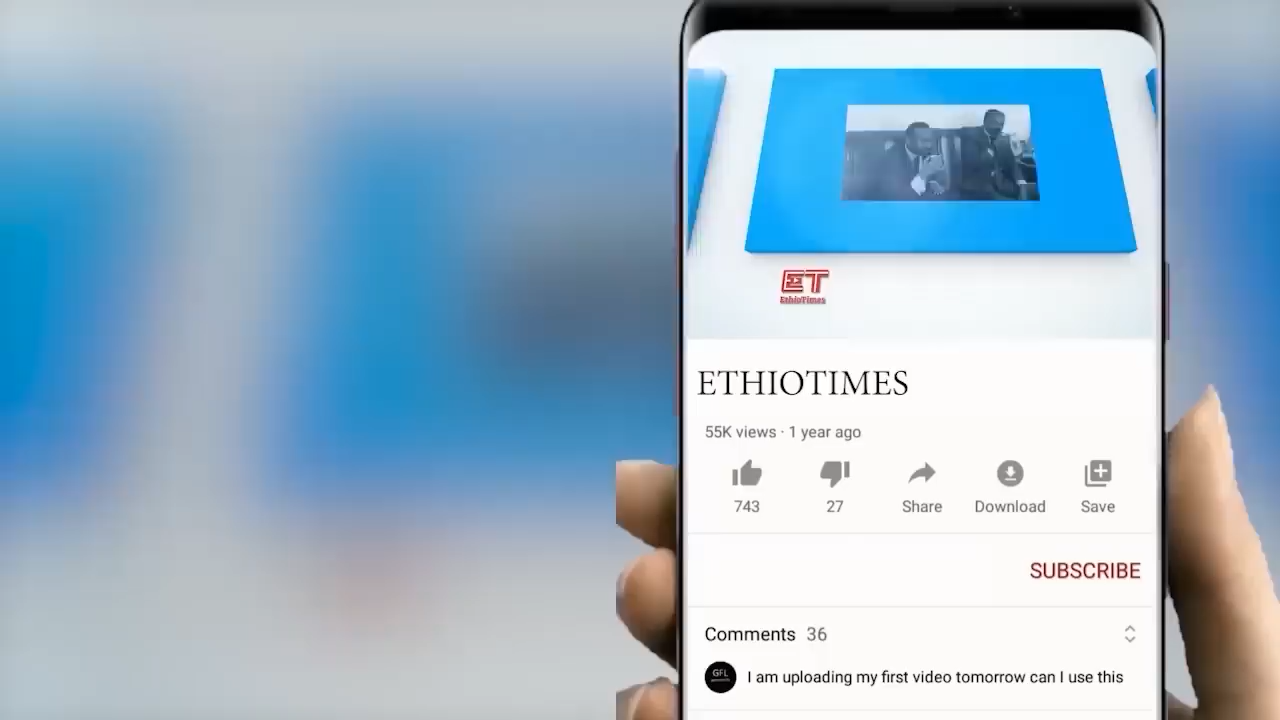 ET
EthioTimes
ETHIOTIMES
55K views · 1 year ago
743
27
Share
Download
Save
SUBSCRIBE
Comments 36
GFL
I am uploading my first video tomorrow can I use this